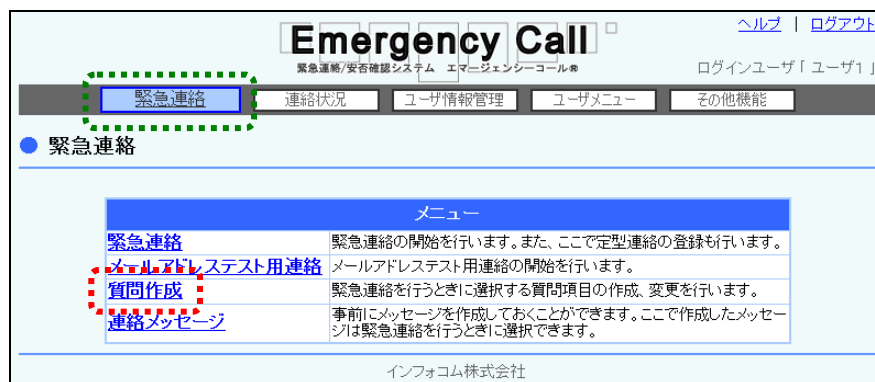 ヘルプ | ログアウト
Emergency Call
緊急連絡/安否確認システム エマージェンシーコール®
ログインユーザ「 ユーザ1 」
緊急連絡 連絡状況 ユーザ情報管理 ユーザメニュー その他機能
緊急連絡
メニュー
緊急連絡 緊急連絡の開始を行います。また、ここで定型連絡の登録も行います。
メールアドレステスト用連絡 メールアドレステスト用連絡の開始を行います。
質問作成 緊急連絡を行うときに選択する質問項目の作成、変更を行います。
連絡メッセージ 事前にメッセージを作成しておくことができます。ここで作成したメッセー
ジは緊急連絡を行うときに選択できます。
インフォコム株式会社